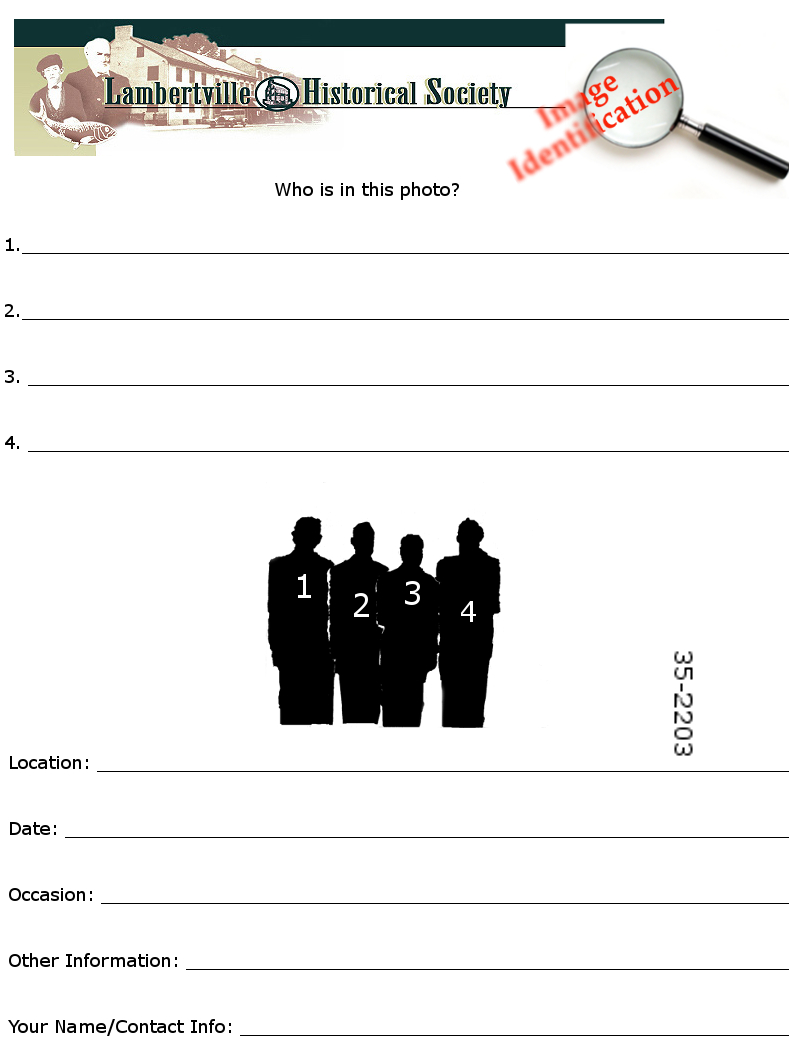 Lambertville Historical Society
Image
Identification
Who is in this photo?
1.
2.
3.
4.
1 2 3 4
35-2203
Location:
Date:
Occasion:
Other Information:
Your Name/Contact Info: